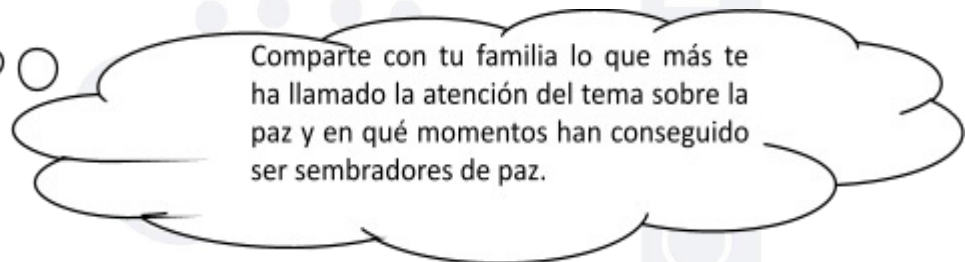 Comparte con tu familia lo que más te
ha llamado la atención del tema sobre la
paz y en qué momentos han conseguido
ser sembradores de paz.